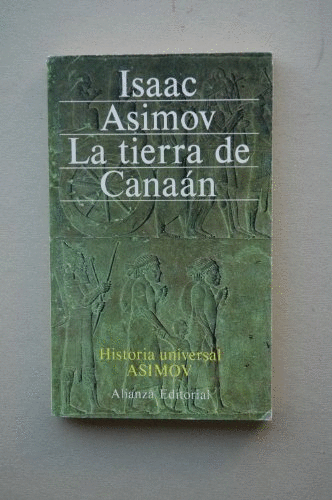 Isaac
Asimov
La tierra de
Canaán
Historia universal
ASIMOV
Alianza Editorial